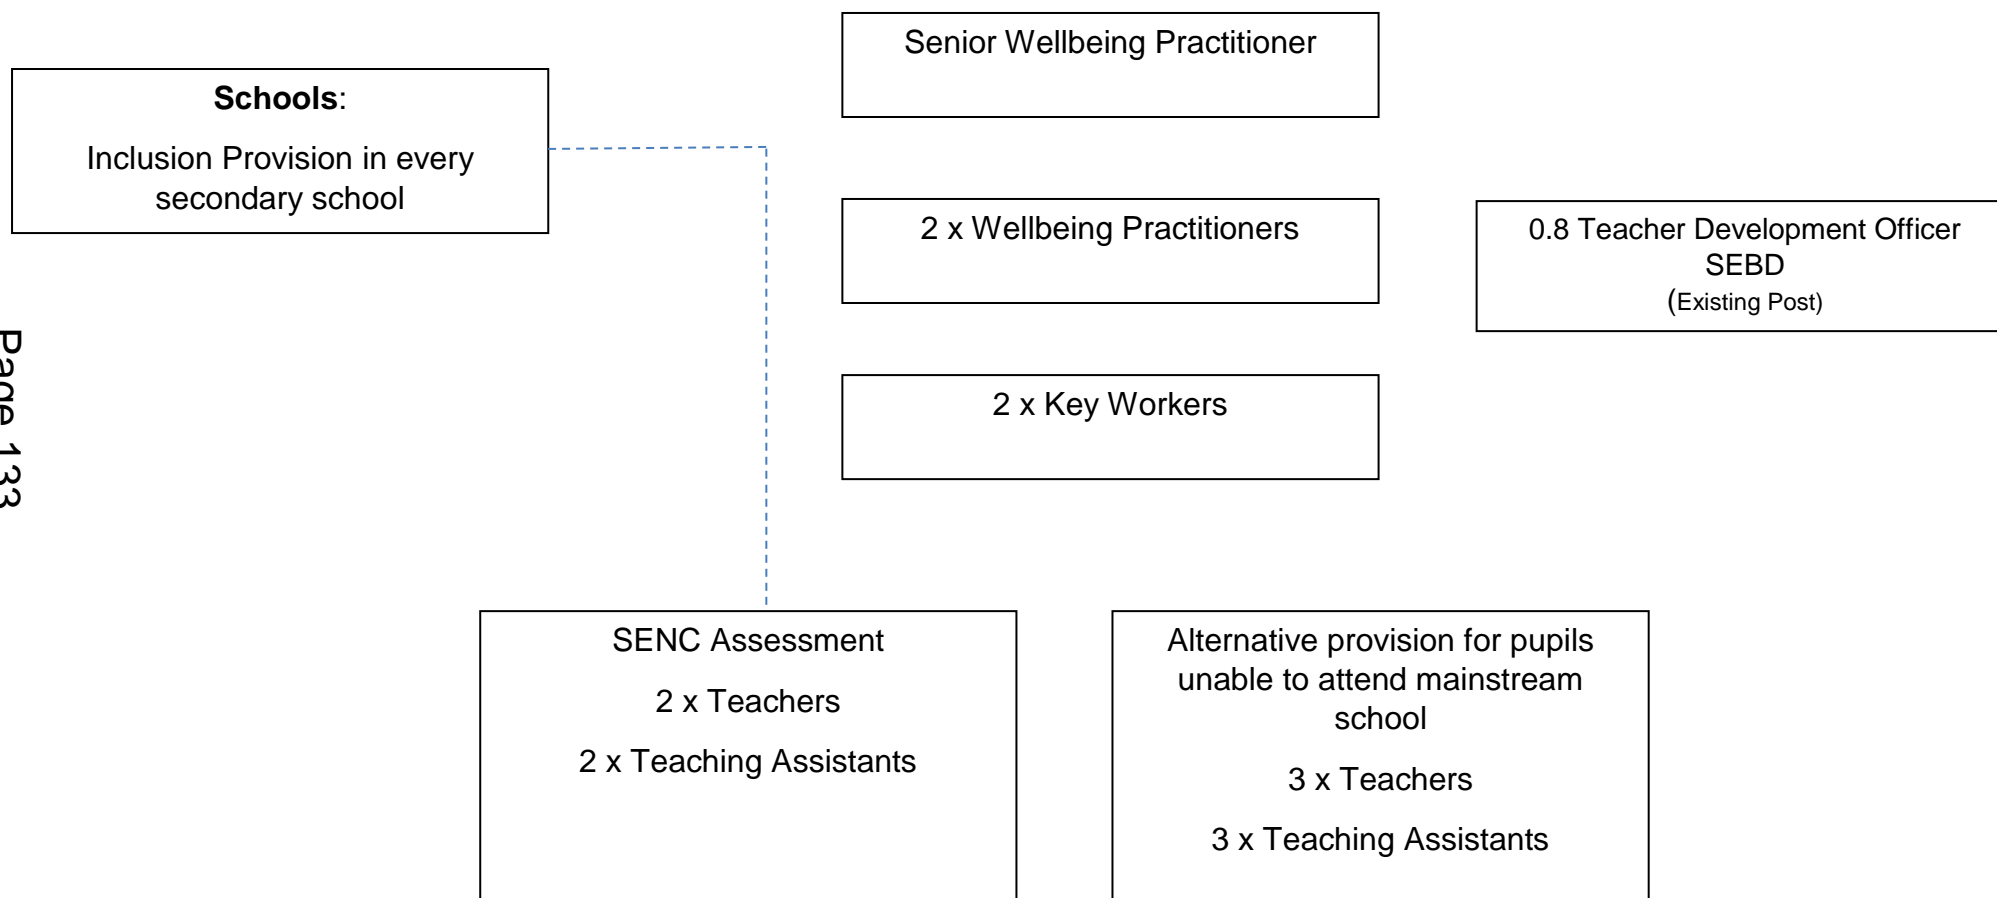 Senior Wellbeing Practitioner
Schools:
Inclusion Provision in every
secondary school
2 x Wellbeing Practitioners
0.8 Teacher Development Officer
SEBD
(Existing Post)
2 x Key Workers
Page 133
SENC Assessment
2 x Teachers
2 x Teaching Assistants
Alternative provision for pupils
unable to attend mainstream
school
3 x Teachers
3 x Teaching Assistants